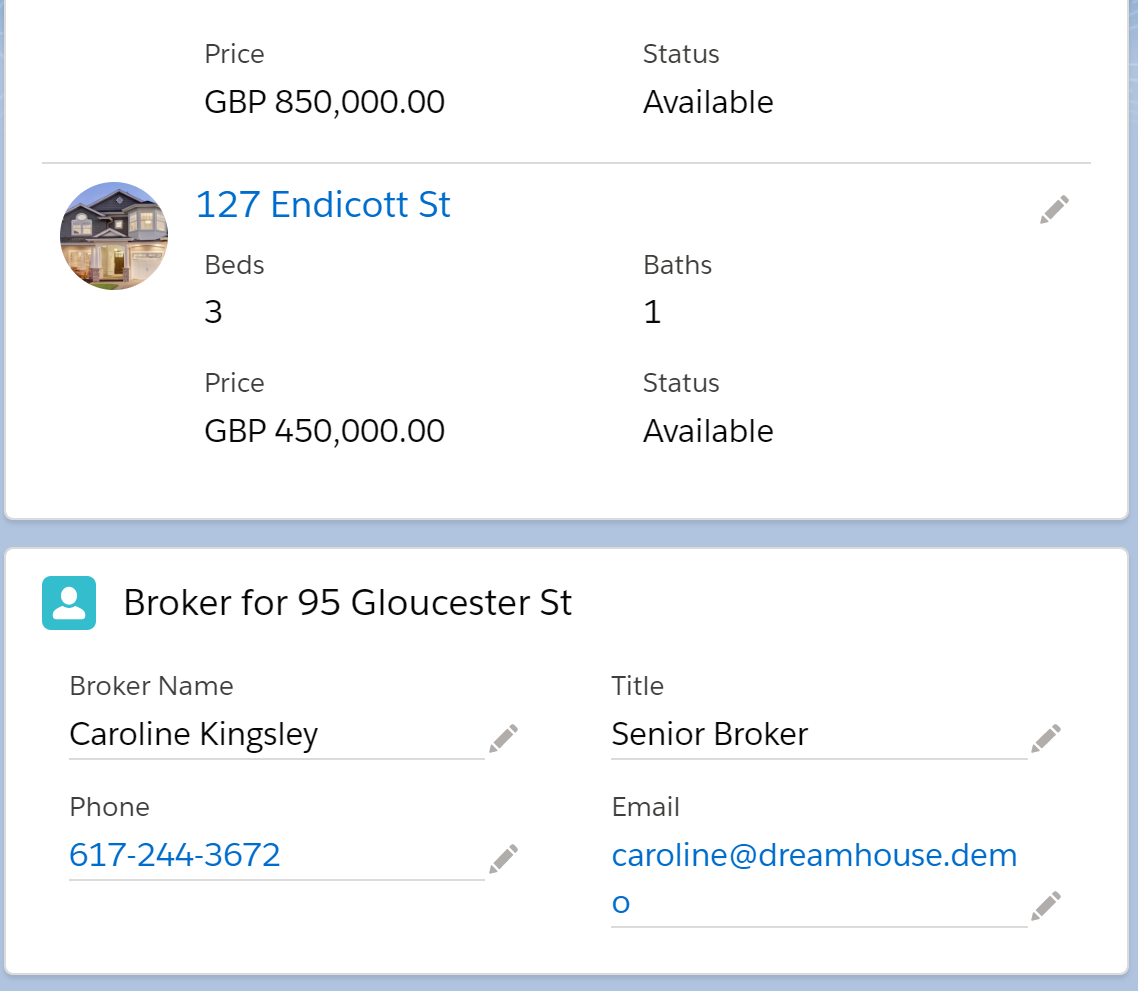 Price Status
GBP 850,000.00 Available
127 Endicott St
Beds Baths
3 1
Price Status
GBP 450,000.00 Available
Broker for 95 Gloucester St
Broker Name Title
Caroline Kingsley Senior Broker
Phone Email
617-244-3672 caroline@dreamhouse.dem
o